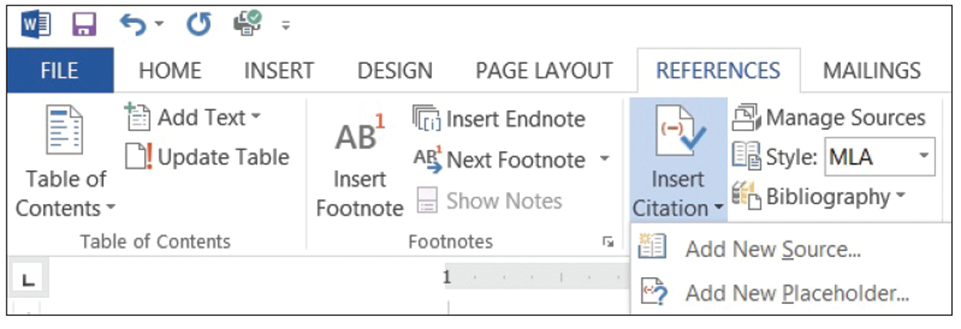 FILE HOME INSERT DESIGN PAGE LAYOUT REFERENCES MAILINGS
Table of
Contents
Add Text
Update Table
Table of Contents
AB1
Insert
Footnote
Insert Endnote
Next Footnote
Show Notes
Footnotes
Insert
Citation
Manage Sources
Style: MLA
Bibliography
Add New Source...
Add New Placeholder...
L
1